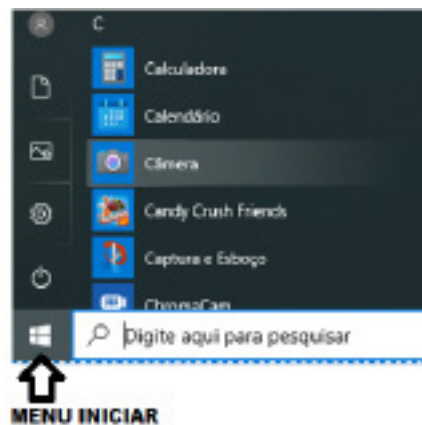 C
Calculadora
Calendário
Câmera
Candy Crush Friends
Captura e Esboço
ChromaCam
Digite aqui para pesquisar
MENU INICIAR